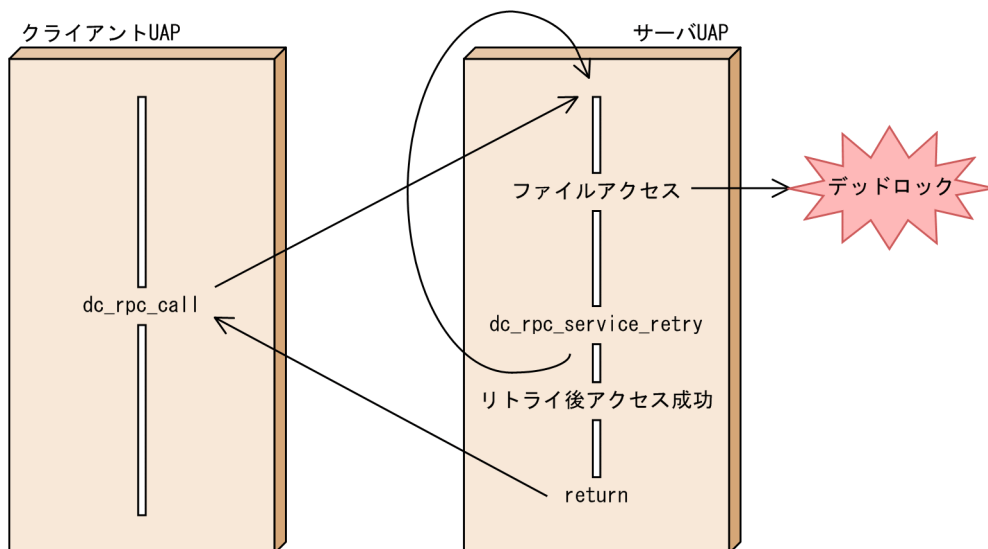 クライアントUAP
サーバUAP
ファイルアクセス
デッドロック
dc_rpc_call
dc_rpc_service_retry
リトライ後アクセス成功
return